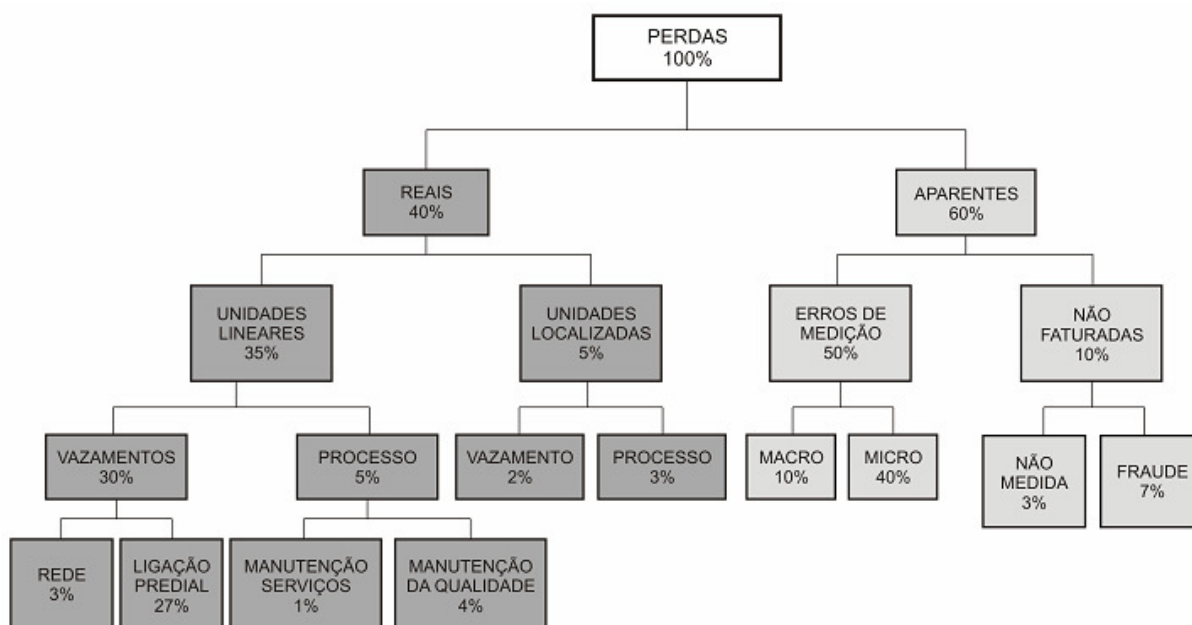 PERDAS
100%
REAIS
40%
APARENTES
60%
UNIDADES
LINEARES
35%
UNIDADES
LOCALIZADAS
5%
ERROS DE
MEDIÇÃO
50%
NÃO
FATURADAS
10%
VAZAMENTOS
30%
PROCESSO
5%
VAZAMENTO
2%
PROCESSO
3%
MACRO
10%
MICRO
40%
NÃO
MEDIDA
3%
FRAUDE
7%
REDE
3%
LIGAÇÃO
PREDIAL
27%
MANUTENÇÃO
SERVIÇOS
1%
MANUTENÇÃO
DA QUALIDADE
4%